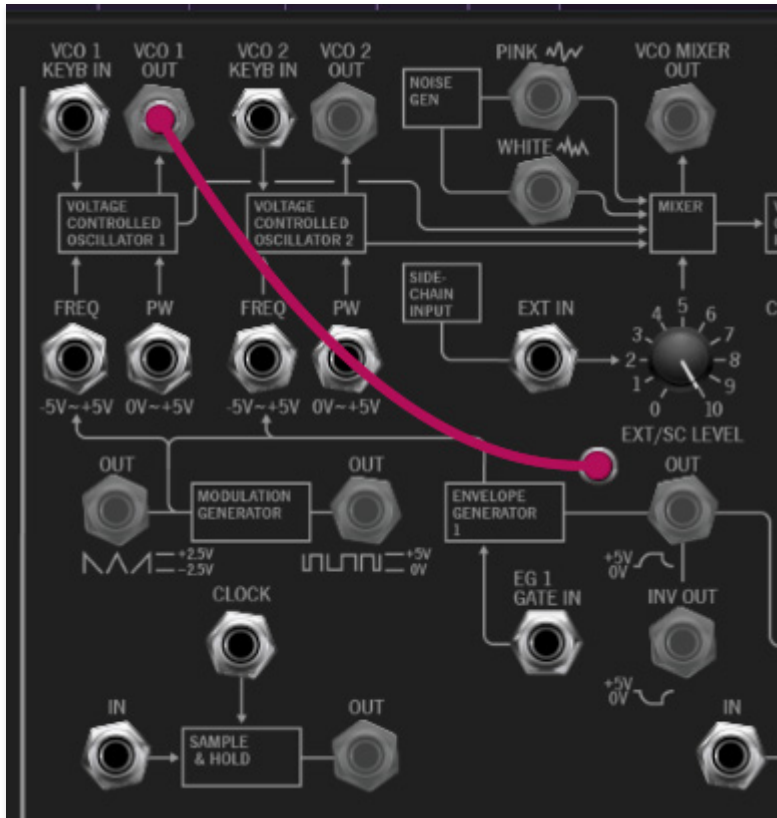 VCO 1
KEYB IN
VCO 1
OUT
VCO 2
KEYB IN
VCO 2
OUT
PINK
VCO MIXER
OUT
NOISE
GEN
WHITE
VOLTAGE
CONTROLLED
OSCILLATOR 1
VOLTAGE
CONTROLLED
OSCILLATOR 2
MIXER
SIDE-
CHAIN
INPUT
FREQ
PW
FREQ
PW
EXT IN
0
1
2
3
4
5
6
7
8
9
10
-5V~+5V
0V~+5V
-5V~+5V
0V~+5V
EXT/SC LEVEL
OUT
MODULATION
GENERATOR
OUT
ENVELOPE
GENERATOR
1
OUT
+2.5V
-2.5V
+5V
0V
+5V
0V
CLOCK
EG 1
GATE IN
INV OUT
+5V
0V
IN
SAMPLE
& HOLD
OUT
IN